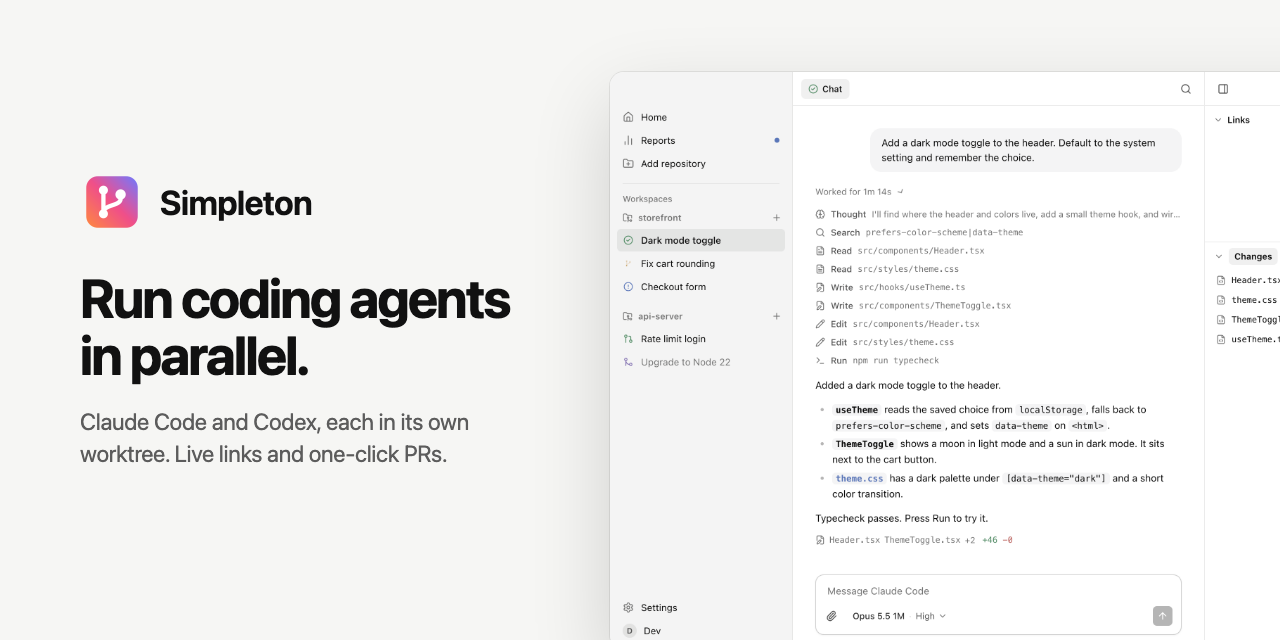 Simpleton
Run coding agents
in parallel.
Claude Code and Codex, each in its own
worktree. Live links and one-click PRs.
Home
Reports
Add repository
Workspaces
storefront
Dark mode toggle
Fix cart rounding
Checkout form
api-server
Rate limit login
Upgrade to Node 22
Settings
D Dev
Chat
Add a dark mode toggle to the header. Default to the system
setting and remember the choice.
Worked for 1m 14s
Thought I'll find where the header and colors live, add a small theme hook, and wir...
Search prefers-color-scheme|data-theme
Read src/components/Header.tsx
Read src/styles/theme.css
Write src/hooks/useTheme.ts
Write src/components/ThemeToggle.tsx
Edit src/components/Header.tsx
Edit src/styles/theme.css
Run npm run typecheck
Added a dark mode toggle to the header.
• useTheme reads the saved choice from localStorage, falls back to
prefers-color-scheme, and sets data-theme on <html>.
• ThemeToggle shows a moon in light mode and a sun in dark mode. It sits
next to the cart button.
• theme.css has a dark palette under [data-theme="dark"] and a short
color transition.
Typecheck passes. Press Run to try it.
Header.tsx ThemeToggle.tsx +2 +46 −0
Message Claude Code
Opus 5.5 1M · High
Links
Changes
Header.tsx
theme.css
ThemeToggl
useTheme.t